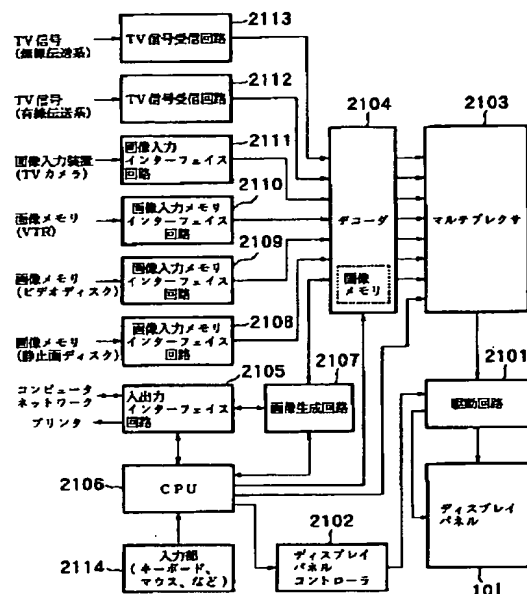 2113
TV信号
(無線伝送系)
TV信号受信回路
2112
TV信号
(有線伝送系)
TV信号受信回路
2104
2103
2111
画像入力装置
(TVカメラ)
画像入力
インターフェイス
回路
2110
画像メモリ
(VTR)
画像入力メモリ
インターフェイス
回路
デコーダ
マルチプレクサ
2109
画像メモリ
(ビデオディスク)
画像入力メモリ
インターフェイス
回路
画像
メモリ
2108
画像メモリ
(静止画ディスク)
画像入力メモリ
インターフェイス
回路
2107
2101
2105
コンピュータ
ネットワーク
プリンタ
入出力
インターフェイス
回路
画像生成回路
駆動回路
2106
CPU
2102
ディスプレイ
パネル
2114
入力部
(キーボード、
マウス、など)
ディスプレイ
パネル
コントローラ
101